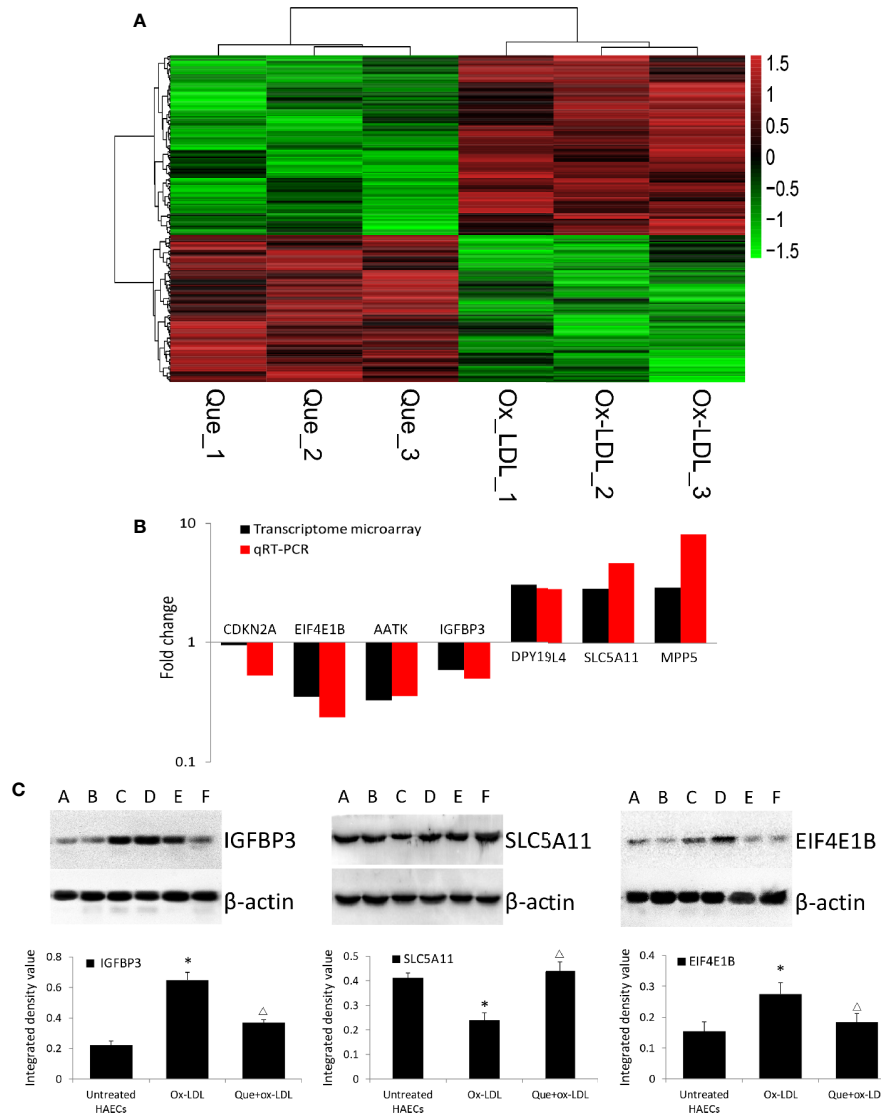 A
1.5
1
0.5
0
−0.5
−1
−1.5
Que_1
Que_2
Que_3
Ox_LDL_1
Ox-LDL_2
Ox-LDL_3
B
10
1
0.1
Fold change
Transcriptome microarray
qRT-PCR
CDKN2A EIF4E1B AATK IGFBP3
DPY19L4 SLC5A11 MPP5
C
A B C D E F
IGFBP3
β-actin
A B C D E F
SLC5A11
β-actin
A B C D E F
EIF4E1B
β-actin
Integrated density value
0.8
0.6
0.4
0.2
0
IGFBP3
*
△
Untreated HAECs
Ox-LDL
Que+ox-LDL
Integrated density value
0.5
0.4
0.3
0.2
0.1
0
SLC5A11
*
△
Untreated HAECs
Ox-LDL
Que+ox-LDL
Integrated density value
0.4
0.3
0.2
0.1
0
EIF4E1B
*
△
Untreated HAECs
Ox-LDL
Que+ox-LD